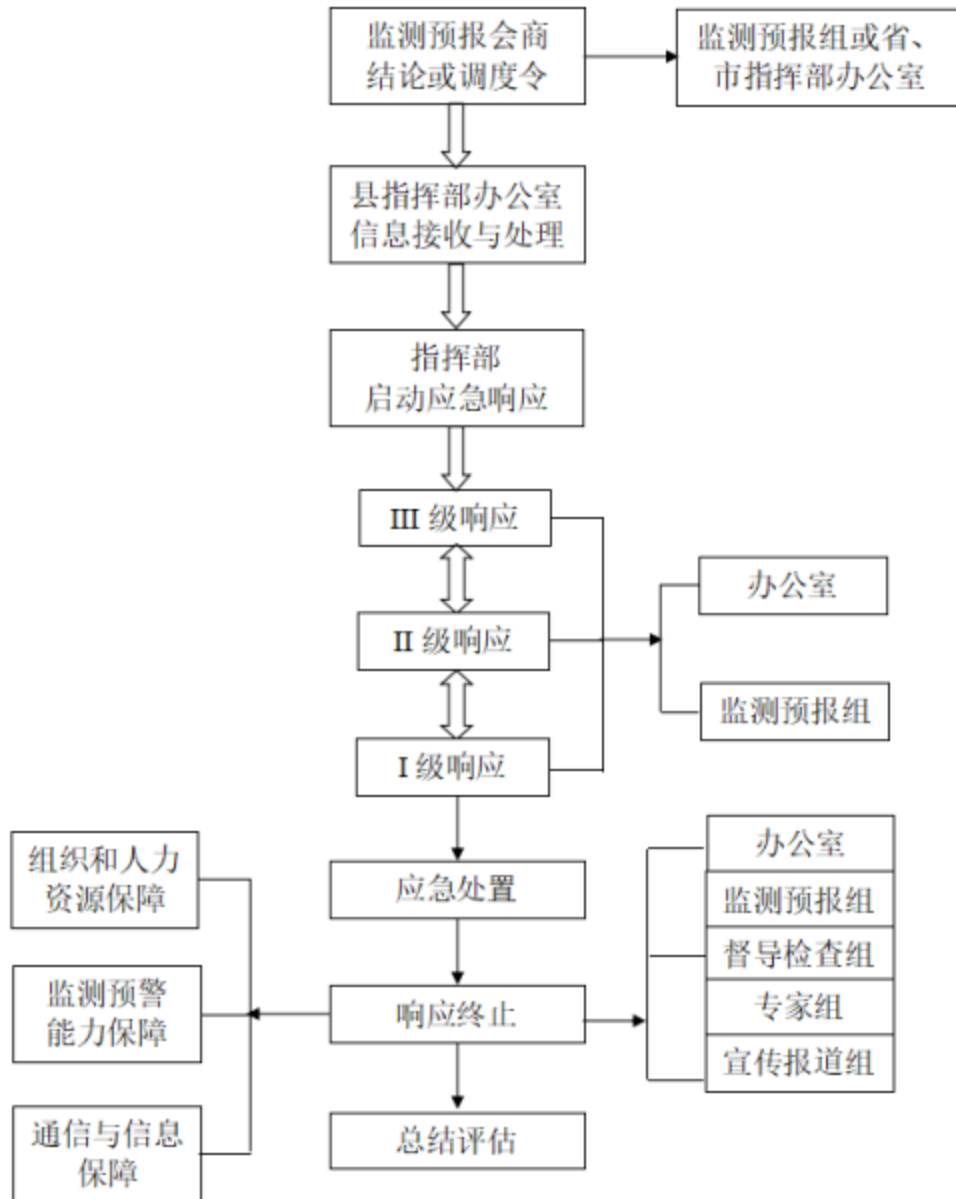 监测预报会商
结论或调度令
监测预报组或省、
市指挥部办公室
县指挥部办公室
信息接收与处理
指挥部
启动应急响应
III 级响应
办公室
II 级响应
监测预报组
I 级响应
组织和人力
资源保障
应急处置
办公室
监测预报组
督导检查组
专家组
宣传报道组
监测预警
能力保障
响应终止
通信与信息
保障
总结评估